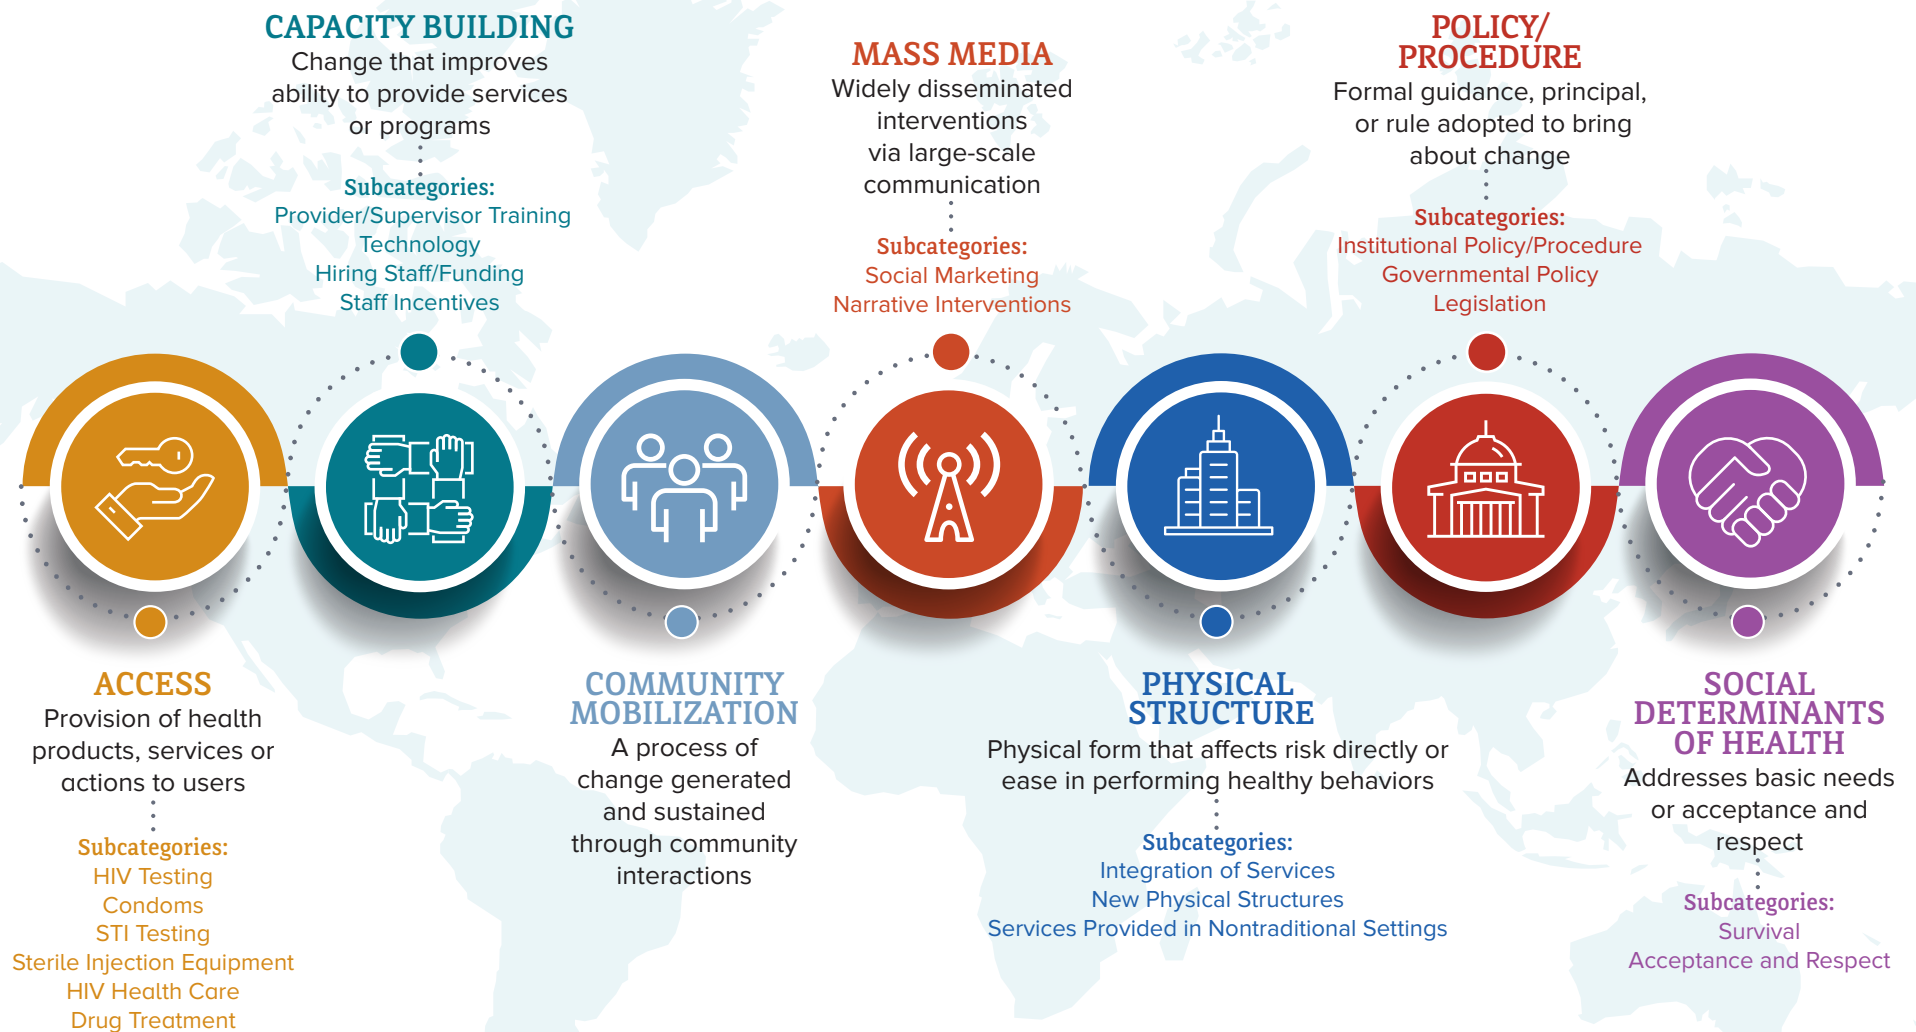 CAPACITY BUILDING
Change that improves
ability to provide services
or programs
Subcategories:
Provider/Supervisor Training
Technology
Hiring Staff/Funding
Staff Incentives
MASS MEDIA
Widely disseminated
interventions
via large-scale
communication
Subcategories:
Social Marketing
Narrative Interventions
POLICY/
PROCEDURE
Formal guidance, principal,
or rule adopted to bring
about change
Subcategories:
Institutional Policy/Procedure
Governmental Policy
Legislation
ACCESS
Provision of health
products, services or
actions to users
Subcategories:
HIV Testing
Condoms
STI Testing
Sterile Injection Equipment
HIV Health Care
Drug Treatment
COMMUNITY
MOBILIZATION
A process of
change generated
and sustained
through community
interactions
PHYSICAL
STRUCTURE
Physical form that affects risk directly or
ease in performing healthy behaviors
Subcategories:
Integration of Services
New Physical Structures
Services Provided in Nontraditional Settings
SOCIAL
DETERMINANTS
OF HEALTH
Addresses basic needs
or acceptance and
respect
Subcategories:
Survival
Acceptance and Respect